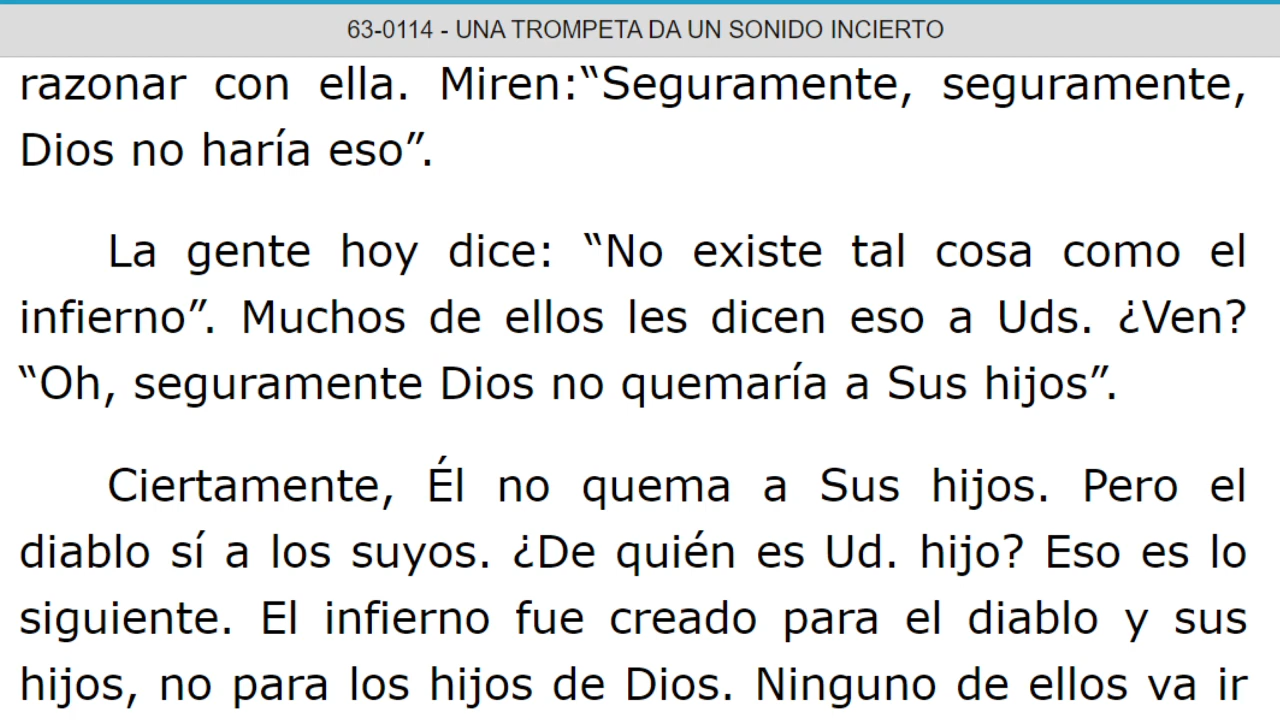 63-0114 - UNA TROMPETA DA UN SONIDO INCIERTO
razonar con ella. Miren:“Seguramente, seguramente,
Dios no haría eso”.
La gente hoy dice: “No existe tal cosa como el
infierno”. Muchos de ellos les dicen eso a Uds. ¿Ven?
“Oh, seguramente Dios no quemaría a Sus hijos”.
Ciertamente, Él no quema a Sus hijos. Pero el
diablo sí a los suyos. ¿De quién es Ud. hijo? Eso es lo
siguiente. El infierno fue creado para el diablo y sus
hijos, no para los hijos de Dios. Ninguno de ellos va ir